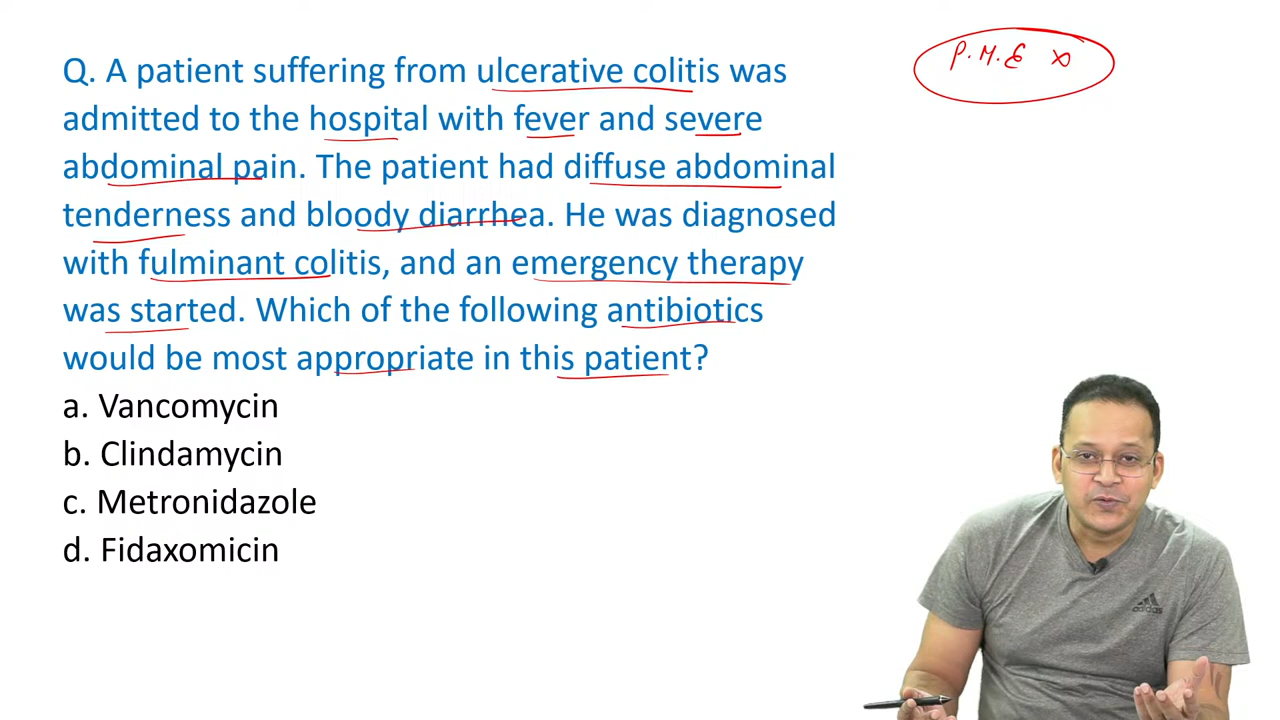 Q. A patient suffering from ulcerative colitis was
admitted to the hospital with fever and severe
abdominal pain. The patient had diffuse abdominal
tenderness and bloody diarrhea. He was diagnosed
with fulminant colitis, and an emergency therapy
was started. Which of the following antibiotics
would be most appropriate in this patient?
a. Vancomycin
b. Clindamycin
c. Metronidazole
d. Fidaxomicin
P.M.E
adidas